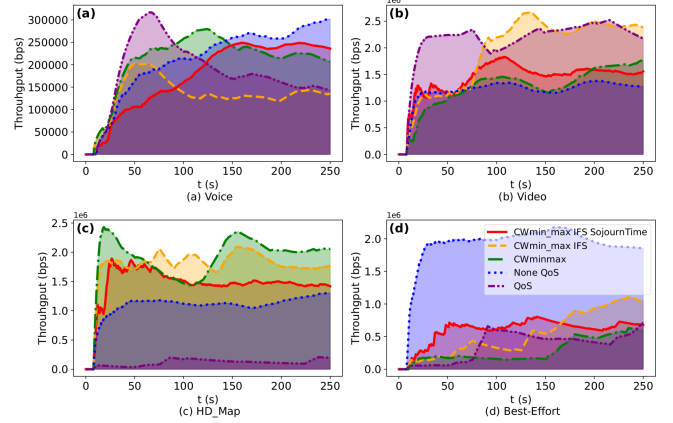 (a)
300000
250000
200000
150000
100000
50000
0
Throuhgput (bps)
0 50 100 150 200 250
t (s)
(a) Voice
1e6
(b)
2.5
2.0
1.5
1.0
0.5
0.0
Throuhgput (bps)
0 50 100 150 200 250
t (s)
(b) Video
1e6
(c)
2.5
2.0
1.5
1.0
0.5
0.0
Throuhgput (bps)
0 50 100 150 200 250
t (s)
(c) HD_Map
1e6
(d)
2.0
1.5
1.0
0.5
0.0
Throuhgput (bps)
CWmin_max IFS SojournTime
CWmin_max IFS
CWminmax
None QoS
QoS
0 50 100 150 200 250
t (s)
(d) Best-Effort